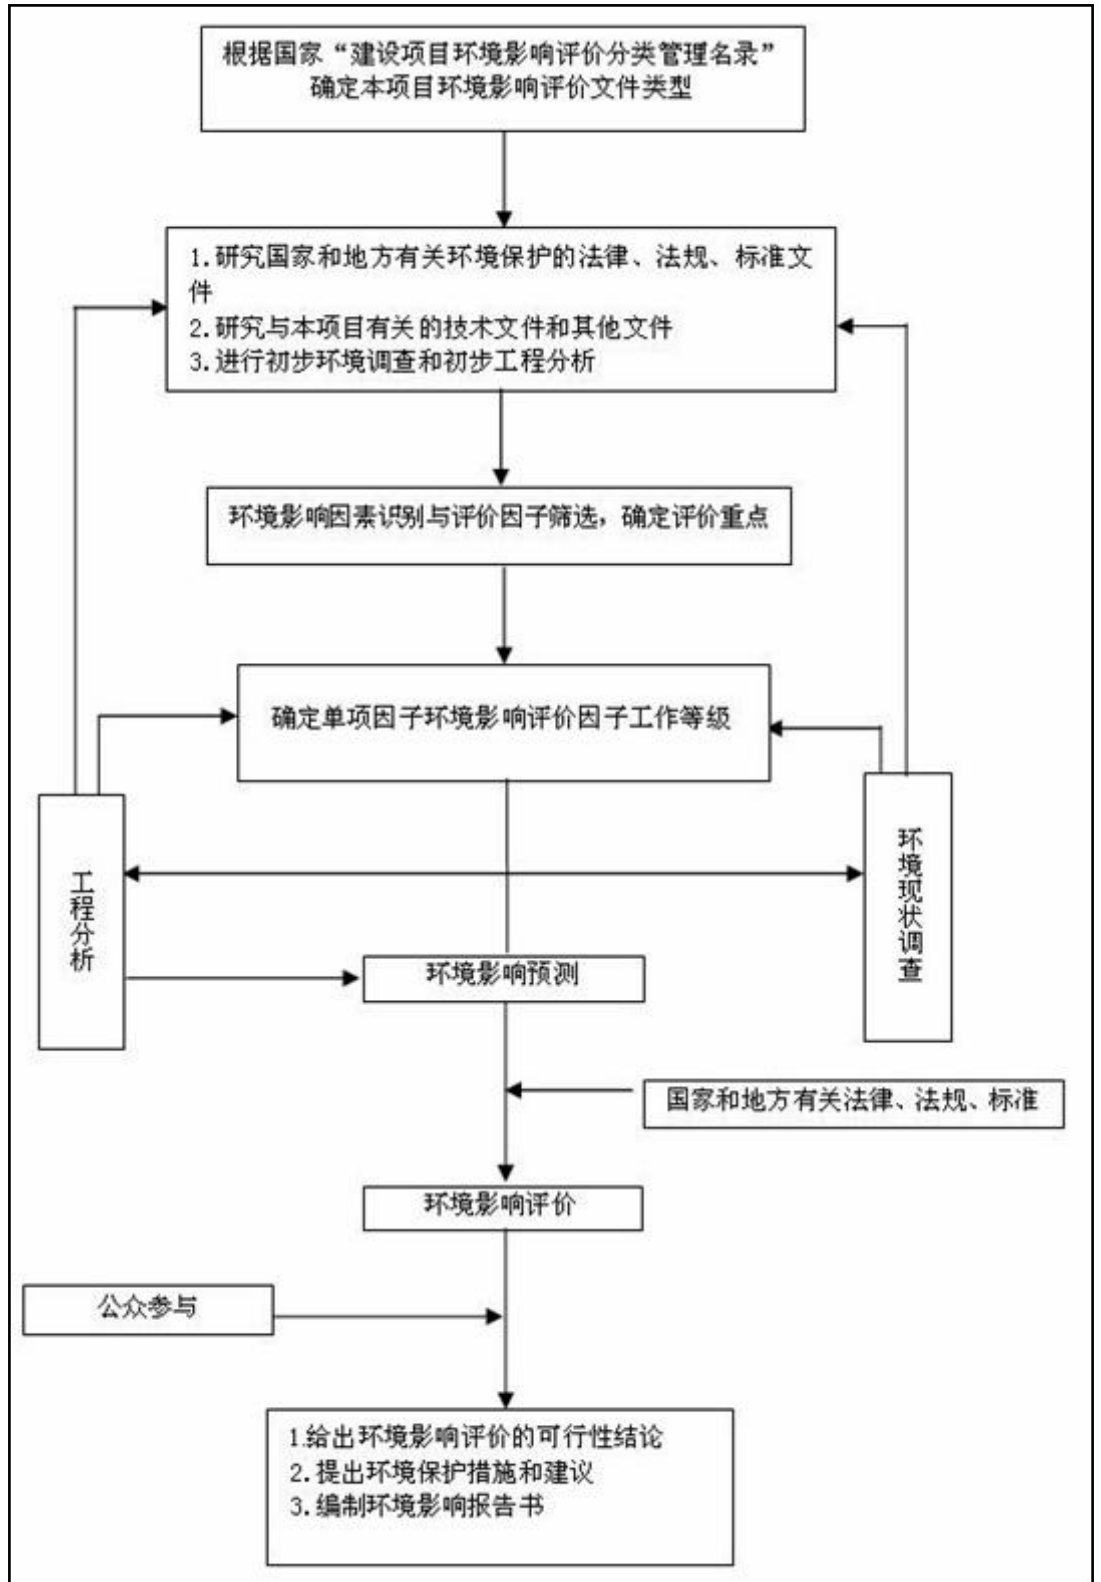 根据国家“建设项目环境影响评价分类管理名录”
确定本项目环境影响评价文件类型
1.研究国家和地方有关环境保护的法律、法规、标准文
件
2.研究与本项目有关的技术文件和其他文件
3.进行初步环境调查和初步工程分析
环境影响因素识别与评价因子筛选，确定评价重点
确定单项因子环境影响评价因子工作等级
工程分析
环境现状调查
环境影响预测
国家和地方有关法律、法规、标准
环境影响评价
公众参与
1.给出环境影响评价的可行性结论
2.提出环境保护措施和建议
3.编制环境影响报告书